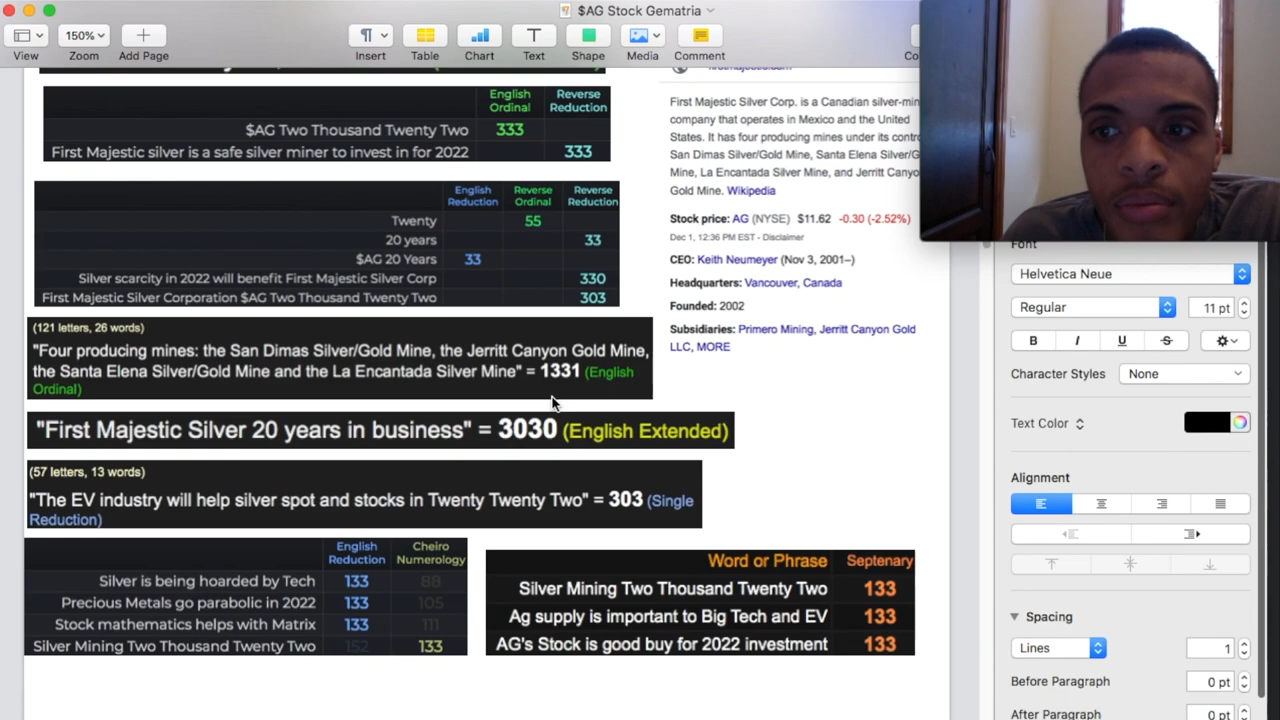 $AG Stock Gematria
150%
View
Zoom
Add Page
Insert
Table
Chart
Text
Shape
Media
Comment
English Ordinal
Reverse Reduction
$AG Two Thousand Twenty Two 333
First Majestic silver is a safe silver miner to invest in for 2022 333
English Reduction
Reverse Ordinal
Reverse Reduction
Twenty 55
20 years 33
$AG 20 Years 33
Silver scarcity in 2022 will benefit First Majestic Silver Corp 330
First Majestic Silver Corporation $AG Two Thousand Twenty Two 303
(121 letters, 26 words)
"Four producing mines: the San Dimas Silver/Gold Mine, the Jerritt Canyon Gold Mine,
the Santa Elena Silver/Gold Mine and the La Encantada Silver Mine" = 1331 (English
Ordinal)
"First Majestic Silver 20 years in business" = 3030 (English Extended)
(57 letters, 13 words)
"The EV industry will help silver spot and stocks in Twenty Twenty Two" = 303 (Single
Reduction)
English Reduction
Cheiro Numerology
Silver is being hoarded by Tech 133 88
Precious Metals go parabolic in 2022 133 105
Stock mathematics helps with Matrix 133 111
Silver Mining Two Thousand Twenty Two 152 133
Word or Phrase Septenary
Silver Mining Two Thousand Twenty Two 133
Ag supply is important to Big Tech and EV 133
AG's Stock is good buy for 2022 investment 133
First Majestic Silver Corp. is a Canadian silver-min
company that operates in Mexico and the United
States. It has four producing mines under its contro
San Dimas Silver/Gold Mine, Santa Elena Silver/G
Mine, La Encantada Silver Mine, and Jerritt Canyo
Gold Mine. Wikipedia
Stock price: AG (NYSE) $11.62 -0.30 (-2.52%)
Dec 1, 12:36 PM EST - Disclaimer
CEO: Keith Neumeyer (Nov 3, 2001–)
Headquarters: Vancouver, Canada
Founded: 2002
Subsidiaries: Primero Mining, Jerritt Canyon Gold
LLC, MORE
Font
Helvetica Neue
Regular 11 pt
B I U S
Character Styles None
Text Color
Alignment
Spacing
Lines 1
Before Paragraph 0 pt
After Paragraph 0 pt